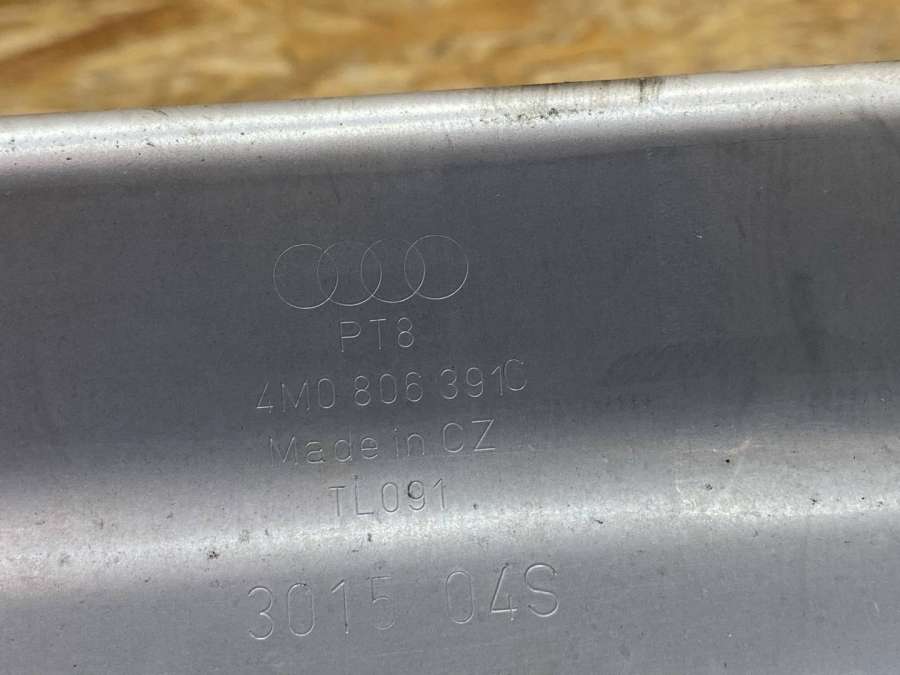 PT8
4M0 806 391C
Made in CZ
TL091
3015 04S